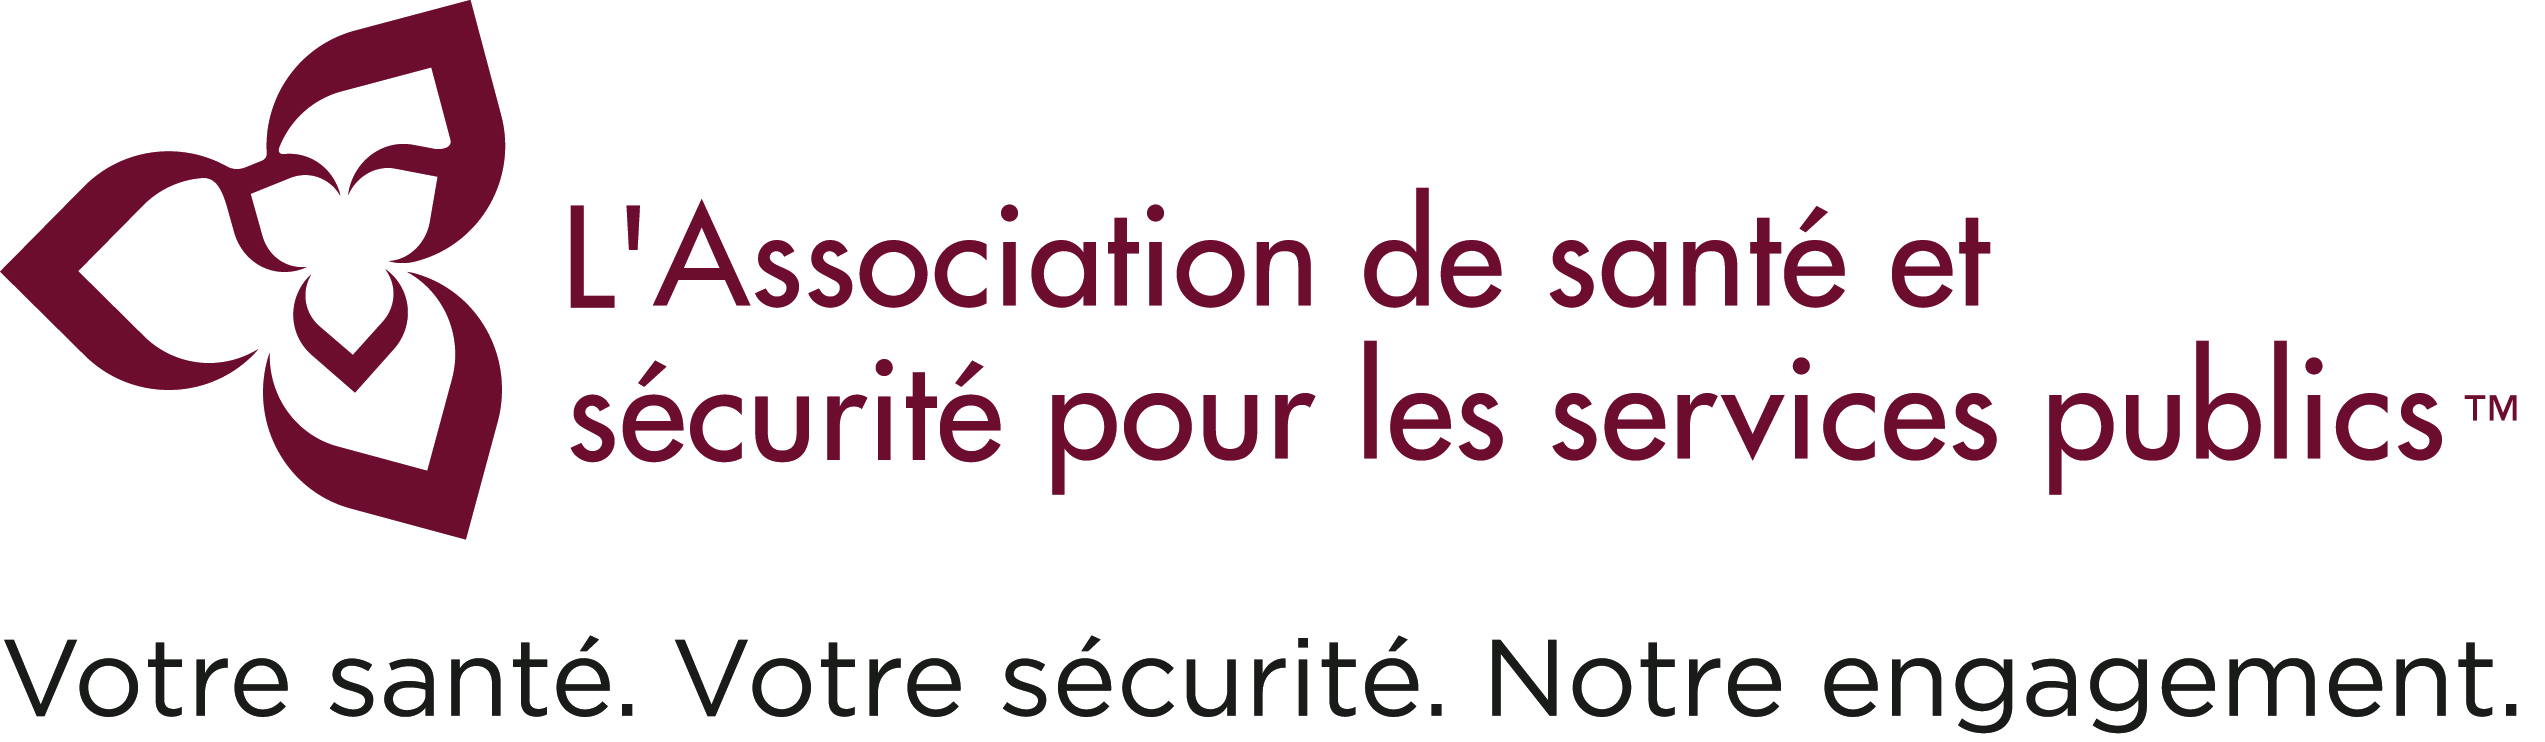 L'Association de santé et
sécurité pour les services publics™
Votre santé. Votre sécurité. Notre engagement.